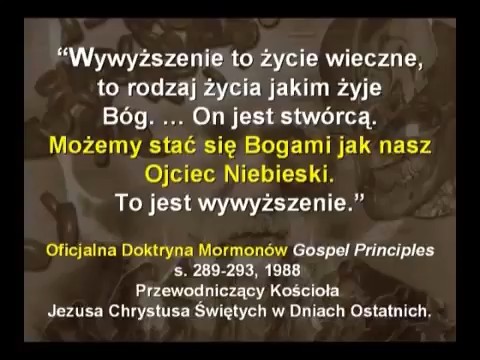 “Wywyższenie to życie wieczne,
to rodzaj życia jakim żyje
Bóg. … On jest stwórcą.
Możemy stać się Bogami jak nasz
Ojciec Niebieski.
To jest wywyższenie.”
Oficjalna Doktryna Mormonów Gospel Principles
s. 289-293, 1988
Przewodniczący Kościoła
Jezusa Chrystusa Świętych w Dniach Ostatnich.